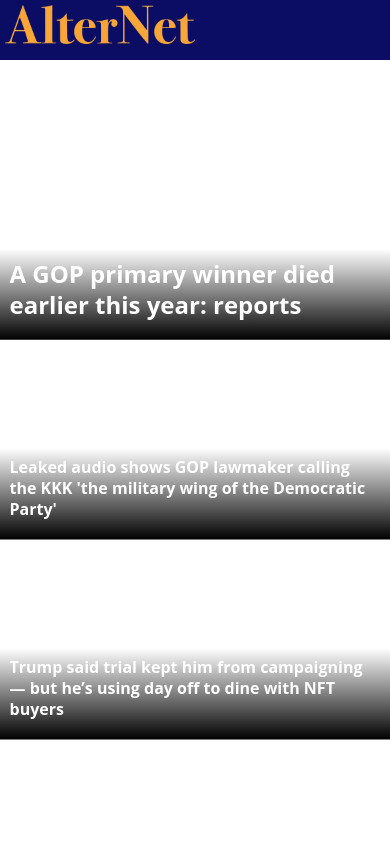 AlterNet
A GOP primary winner died
earlier this year: reports
Leaked audio shows GOP lawmaker calling
the KKK 'the military wing of the Democratic
Party'
Trump said trial kept him from campaigning
— but he’s using day off to dine with NFT
buyers